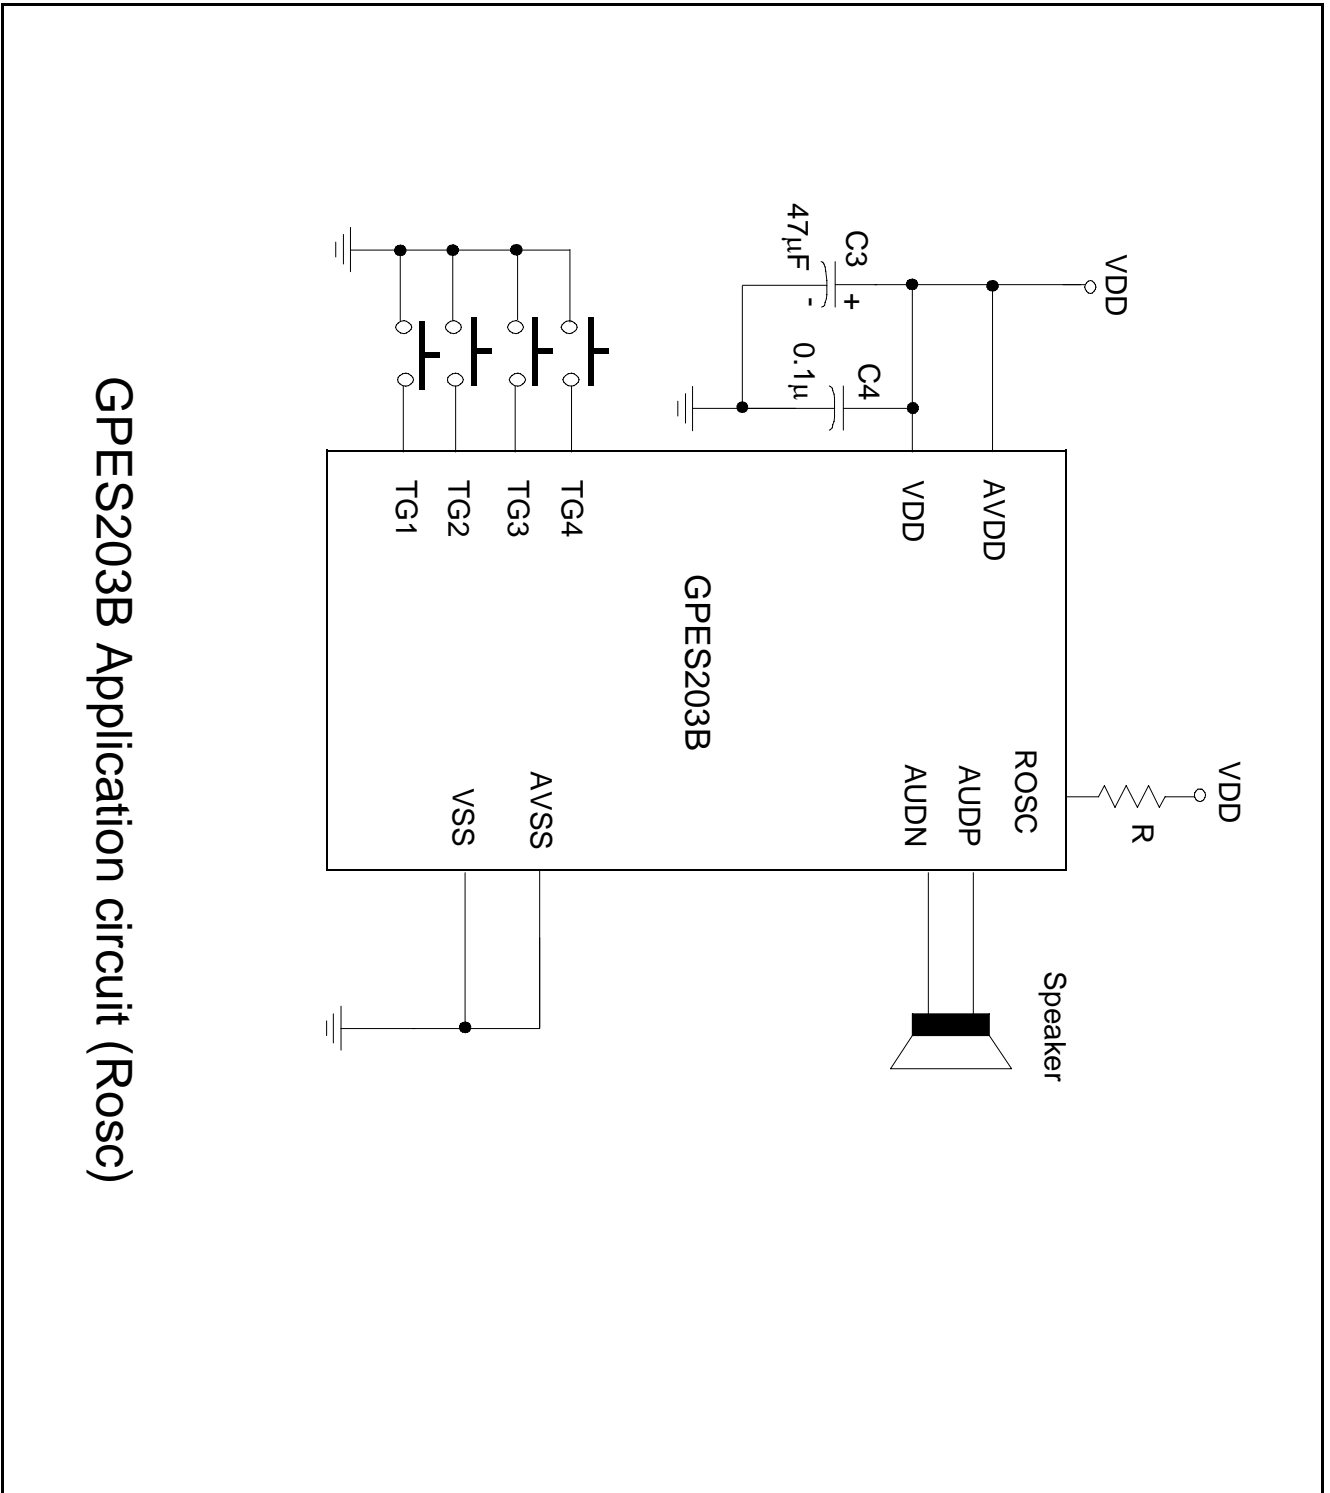 VDD
R
VDD
C3
+
-
47µF
C4
0.1µ
ROSC
AVDD
VDD
AUDP
AUDN
Speaker
GPES203B
TG4
TG3
TG2
TG1
AVSS
VSS
GPES203B Application circuit (Rosc)